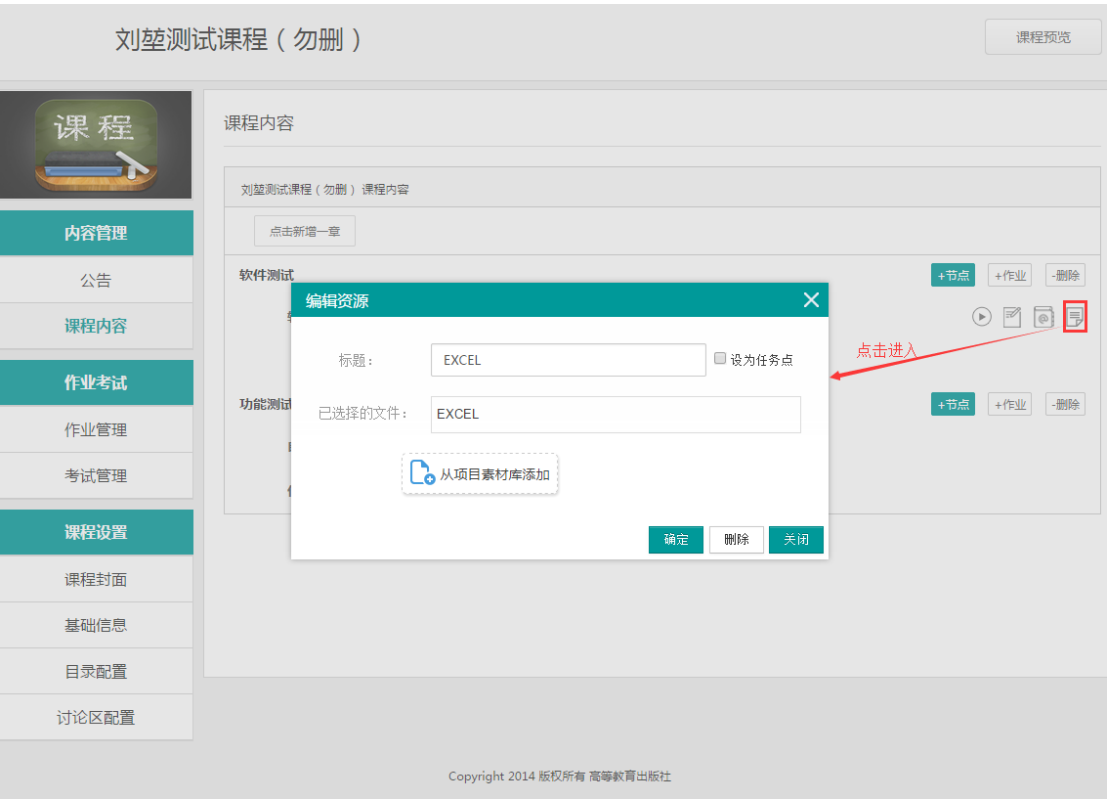 刘堃测试课程（勿删）
课程预览
课程
内容管理
公告
课程内容
作业考试
作业管理
考试管理
课程设置
课程封面
基础信息
目录配置
讨论区配置
课程内容
刘堃测试课程（勿删）课程内容
点击新增一章
软件测试
+节点 +作业 -删除
点击进入
功能测试
+节点 +作业 -删除
编辑资源
标题： EXCEL 设为任务点
已选择的文件： EXCEL
从项目素材库添加
确定 删除 关闭
Copyright 2014 版权所有 高等教育出版社